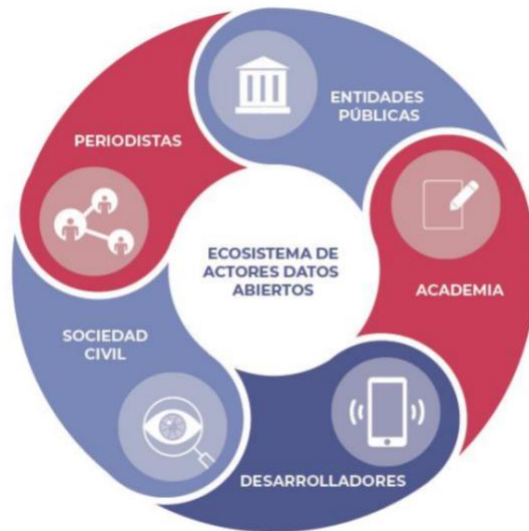 ENTIDADES
PÚBLICAS
PERIODISTAS
ECOSISTEMA DE
ACTORES DATOS
ABIERTOS
ACADEMIA
SOCIEDAD
CIVIL
DESARROLLADORES